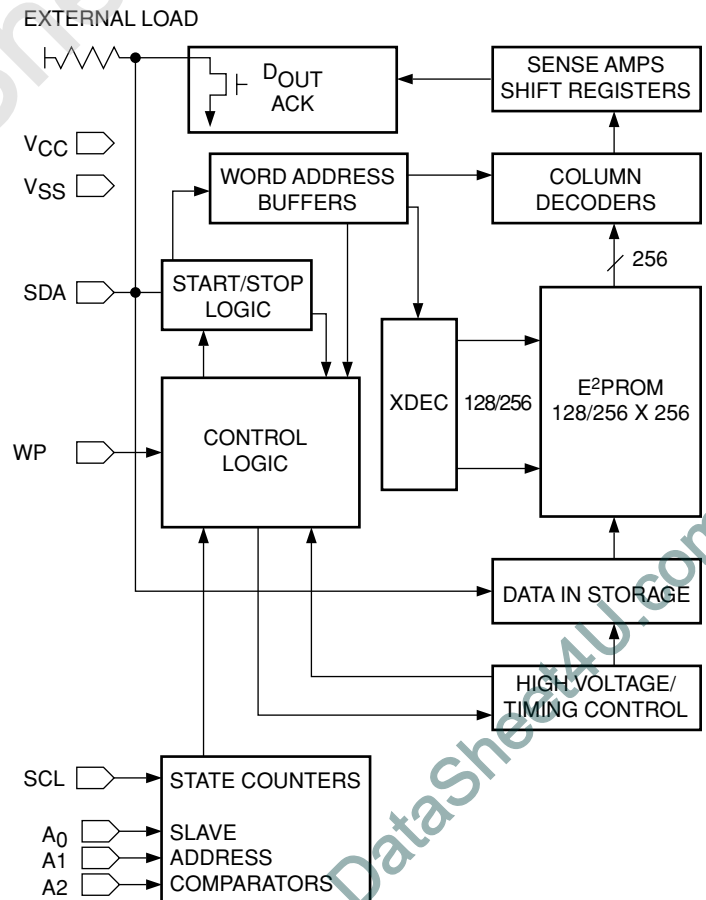 EXTERNAL LOAD
DOUT
ACK
SENSE AMPS
SHIFT REGISTERS
VCC
VSS
WORD ADDRESS
BUFFERS
COLUMN
DECODERS
256
SDA
START/STOP
LOGIC
XDEC
128/256
E²PROM
128/256 X 256
WP
CONTROL
LOGIC
DATA IN STORAGE
HIGH VOLTAGE/
TIMING CONTROL
SCL
STATE COUNTERS
A0
SLAVE
A1
ADDRESS
A2
COMPARATORS
DataSheet4U.com